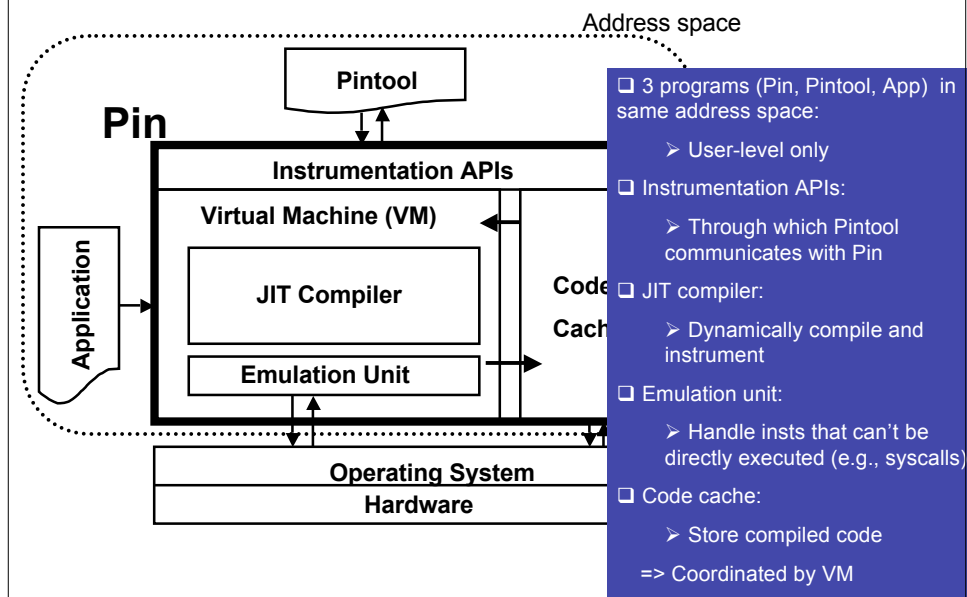 Address space
Pintool
Pin
Instrumentation APIs
Virtual Machine (VM)
Application
JIT Compiler
Code
Cach
Emulation Unit
Operating System
Hardware
❑ 3 programs (Pin, Pintool, App) in
same address space:
➢ User-level only
❑ Instrumentation APIs:
➢ Through which Pintool
communicates with Pin
❑ JIT compiler:
➢ Dynamically compile and
instrument
❑ Emulation unit:
➢ Handle insts that can’t be
directly executed (e.g., syscalls)
❑ Code cache:
➢ Store compiled code
=> Coordinated by VM